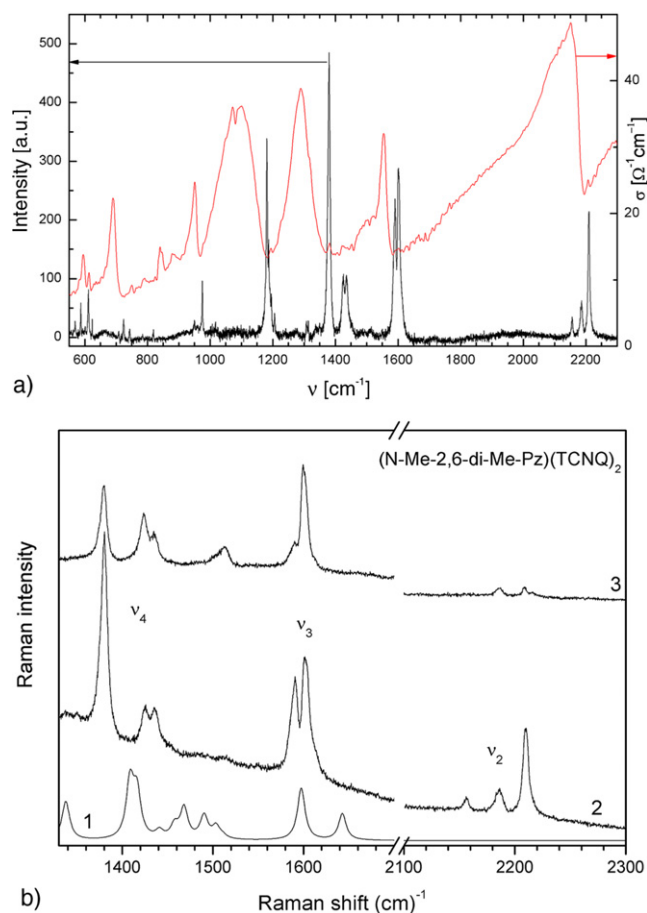 500
400
300
200
100
0
Intensity [a.u.]
40
20
0
σ [Ω⁻¹cm⁻¹]
600 800 1000 1200 1400 1600 1800 2000 2200
ν [cm⁻¹]
a)
(N-Me-2,6-di-Me-Pz)(TCNQ)₂
3
ν₄
ν₃
ν₂
1
2
Raman intensity
1400 1500 1600 2100 2200 2300
Raman shift (cm)⁻¹
b)